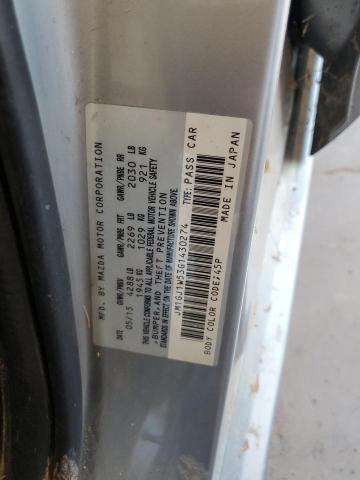 MFD. BY MAZDA MOTOR CORPORATION
DATE GVWR/PNBV GAWR/PNBE FRT GAWR/PNBE RR
05/15 4288 LB 2269 LB 2030 LB
1945 KG 1029 KG 921 KG
THIS VEHICLE CONFORMS TO ALL APPLICABLE FEDERAL MOTOR VEHICLE SAFETY
, BUMPER, AND THEFT PREVENTION
STANDARDS IN EFFECT ON THE DATE OF MANUFACTURE SHOWN ABOVE.
JM1GJ1W53G1430274 TYPE: PASS CAR
BODY COLOR CODE: 45P MADE IN JAPAN